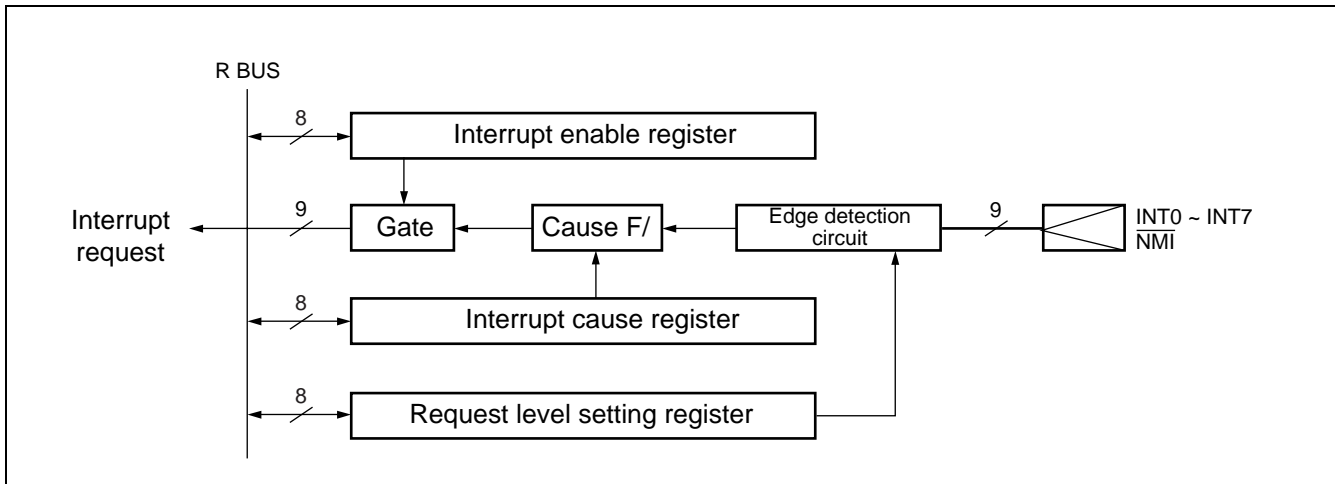 R BUS
8
Interrupt enable register
Interrupt
request
9
Gate
Cause F/
Edge detection
circuit
9
INT0 ~ INT7
NMI
8
Interrupt cause register
8
Request level setting register